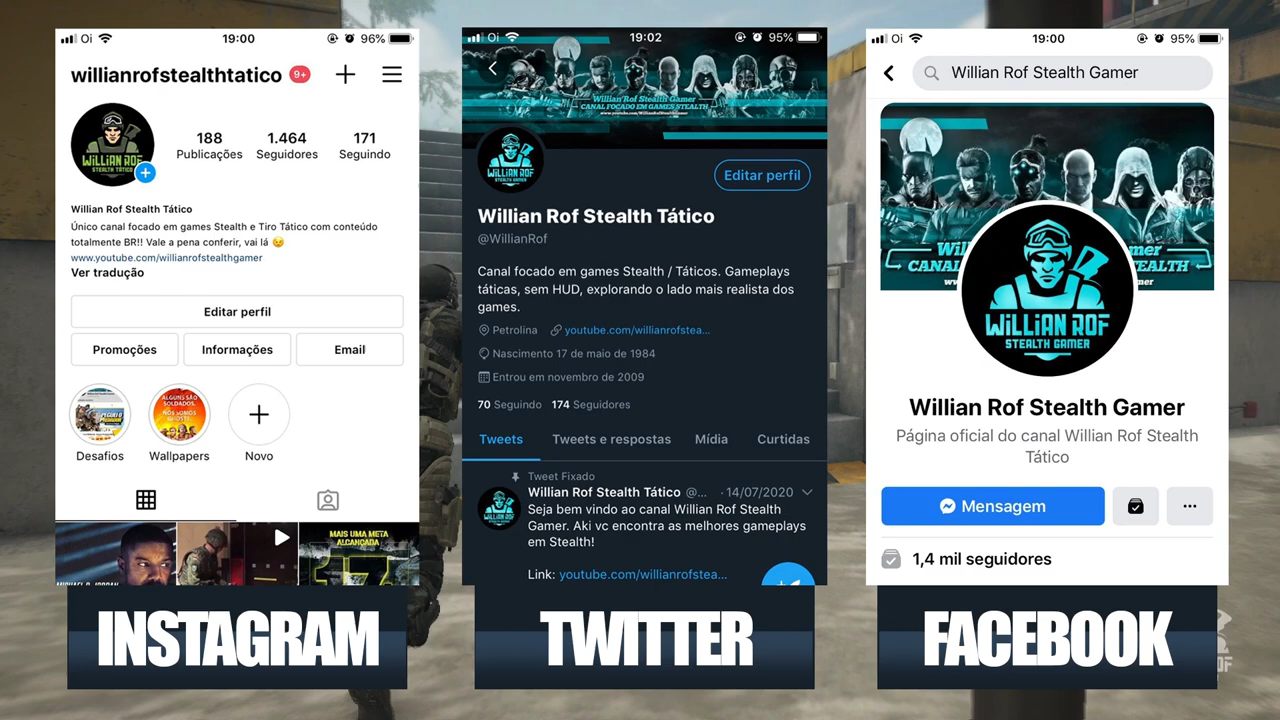 Oi
19:00
96%
willianrofstealthtatico
9+
WILLIAN ROF
STEALTH TÁTICO
188
1.464
171
Publicações
Seguidores
Seguindo
Willian Rof Stealth Tático
Único canal focado em games Stealth e Tiro Tático com conteúdo
totalmente BR!! Vale a pena conferir, vai lá 😉
www.youtube.com/willianrofstealthgamer
Ver tradução
Editar perfil
Promoções
Informações
Email
ALGUNS SÃO
SOLDADOS,
NÓS SOMOS
GHOSTS
Desafios
Wallpapers
Novo
MAIS UMA META
ALCANÇADA
INSTAGRAM
Oi
19:02
95%
Willian Rof Stealth Gamer
CANAL FOCADO EM GAMES STEALTH
WILLIAN ROF
STEALTH GAMER
Editar perfil
Willian Rof Stealth Tático
@WillianRof
Canal focado em games Stealth / Táticos. Gameplays
táticas, sem HUD, explorando o lado mais realista dos
games.
Petrolina youtube.com/willianrofstea...
Nascimento 17 de maio de 1984
Entrou em novembro de 2009
70 Seguindo 174 Seguidores
Tweets
Tweets e respostas
Mídia
Curtidas
Tweet Fixado
Willian Rof Stealth Tático @... · 14/07/2020
Seja bem vindo ao canal Willian Rof Stealth
Gamer. Aki vc encontra as melhores gameplays
em Stealth!
Link: youtube.com/willianrofstea...
TWITTER
Oi
19:00
95%
Willian Rof Stealth Gamer
WILLIAN ROF
STEALTH GAMER
Willian Rof Stealth Gamer
Página oficial do canal Willian Rof Stealth
Tático
Mensagem
1,4 mil seguidores
FACEBOOK